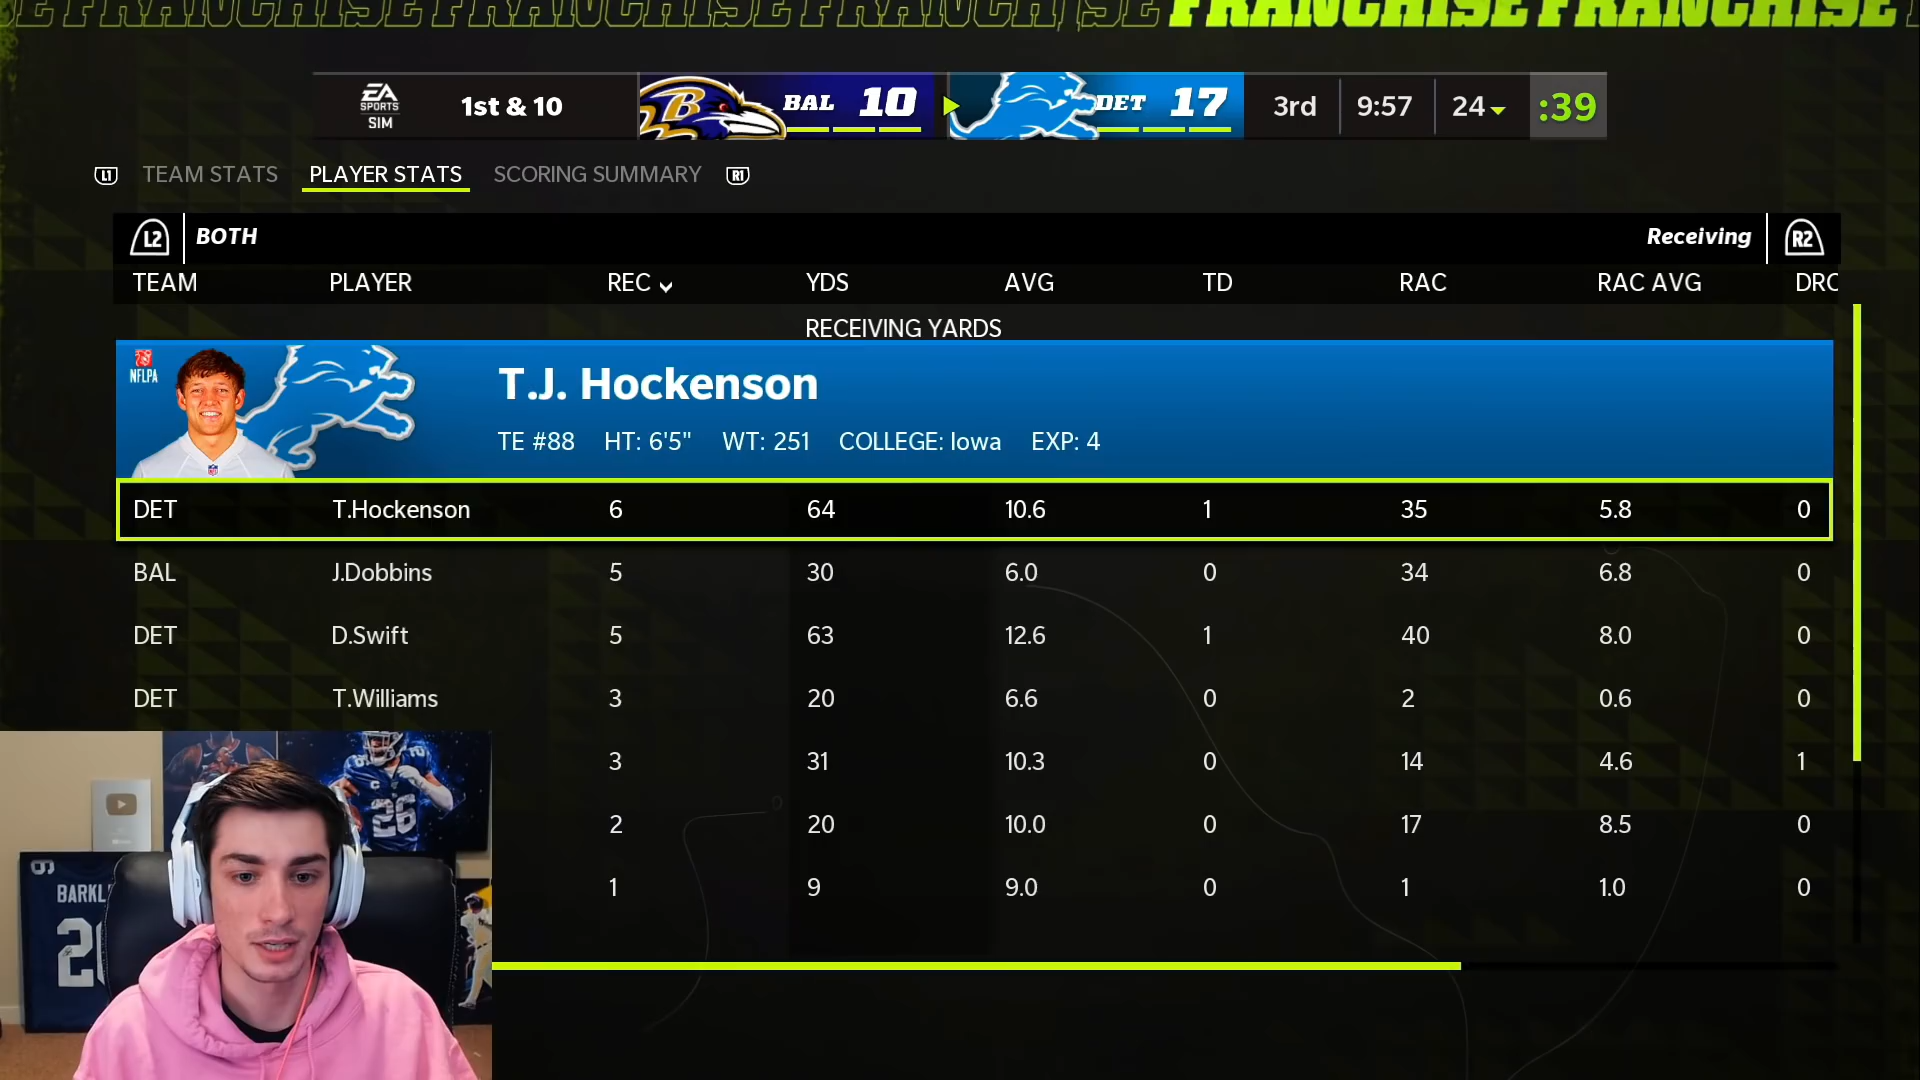 FRANCHISE FRANCHISE FRANCHISE FRANCHISE FRANCHISE
EA SPORTS SIM 1st & 10 BAL 10 DET 17 3rd 9:57 24 :39
L1 TEAM STATS PLAYER STATS SCORING SUMMARY R1
L2 BOTH Receiving R2
TEAM PLAYER REC YDS AVG TD RAC RAC AVG DRC
RECEIVING YARDS
NFLPA
T.J. Hockenson
TE #88 HT: 6'5" WT: 251 COLLEGE: Iowa EXP: 4
DET T.Hockenson 6 64 10.6 1 35 5.8 0
BAL J.Dobbins 5 30 6.0 0 34 6.8 0
DET D.Swift 5 63 12.6 1 40 8.0 0
DET T.Williams 3 20 6.6 0 2 0.6 0
3 31 10.3 0 14 4.6 1
2 20 10.0 0 17 8.5 0
1 9 9.0 0 1 1.0 0
26
BARKL
2